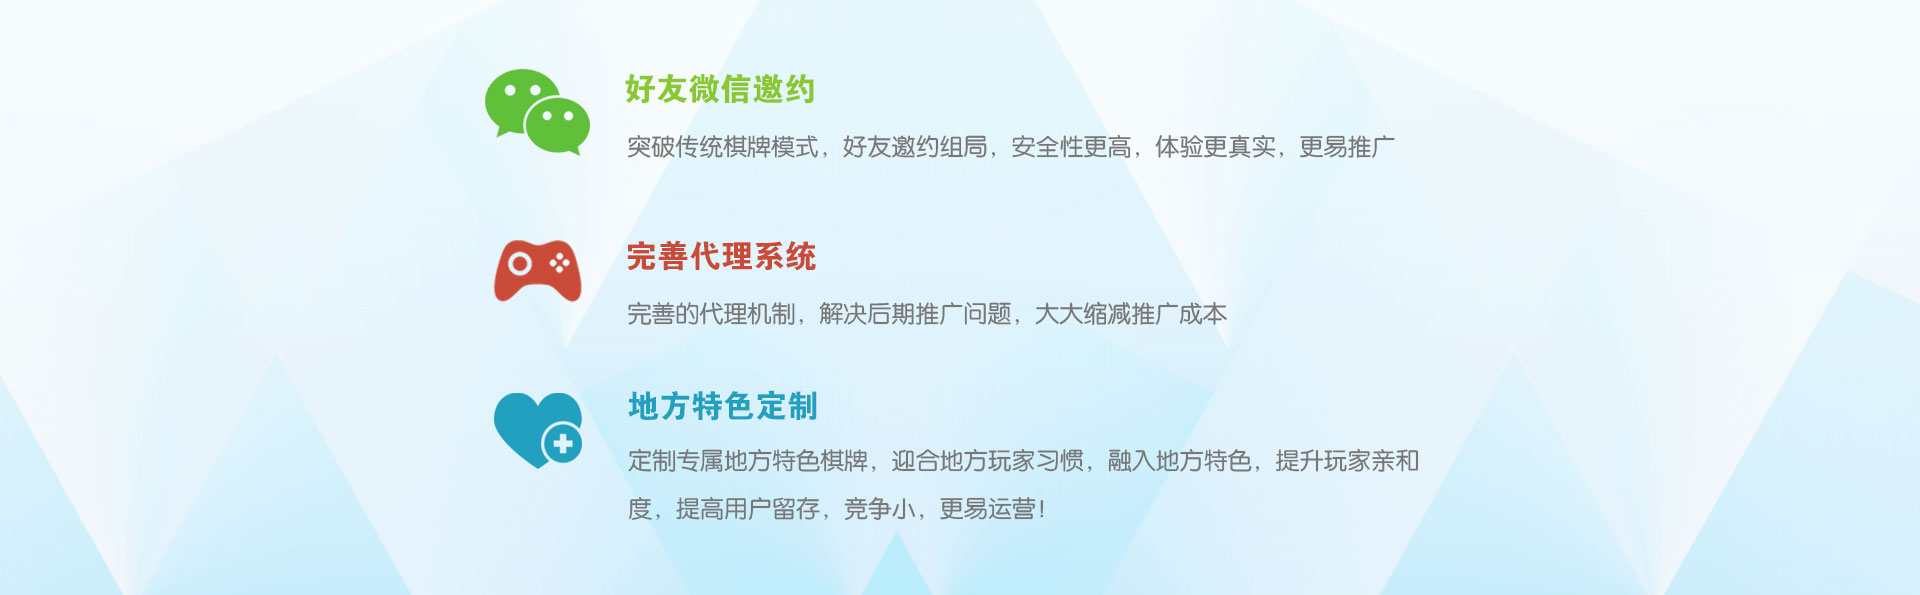 好友微信邀约
突破传统棋牌模式，好友邀约组局，安全性更高，体验更真实，更易推广
完善代理系统
完善的代理机制，解决后期推广问题，大大缩减推广成本
地方特色定制
定制专属地方特色棋牌，迎合地方玩家习惯，融入地方特色，提升玩家亲和
度，提高用户留存，竞争小，更易运营！